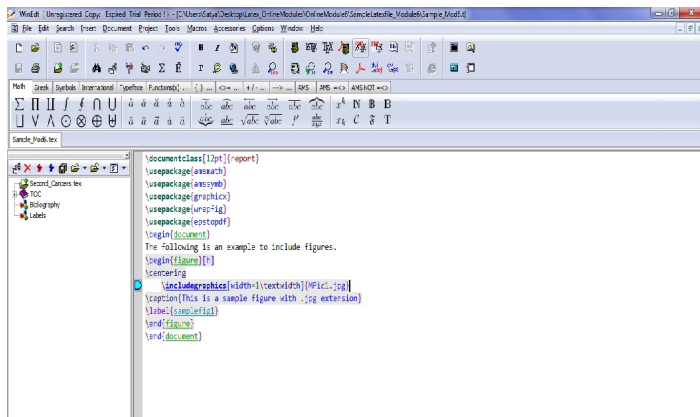 WinEdt [Unregistered Copy: Expired Trial Period !] - [C:\Users\Satya\Desktop\Latex_OnlineModules\OnlineModule6\SampleLatexfile_Module6\Sample_Mod6.tex]
File Edit Search Insert Document Project Tools Macros Accessories Options Window Help
Math Greek Symbols International Typeface Functions(x) { } <>= +/- --> AMS AMS =<> AMS NOT =<>
Sample_Mod6.tex
Second_Cancers tex
TOC
Bibliography
Labels
\documentclass[12pt]{report}
\usepackage{amsmath}
\usepackage{amssymb}
\usepackage{graphicx}
\usepackage{wrapfig}
\usepackage{epstopdf}
\begin{document}
The following is an example to include figures.
\begin{figure}[h]
\centering
\includegraphics[width=1\textwidth]{MPic1.jpg}
\caption{This is a sample figure with .jpg extension}
\label{samplefig1}
\end{figure}
\end{document}